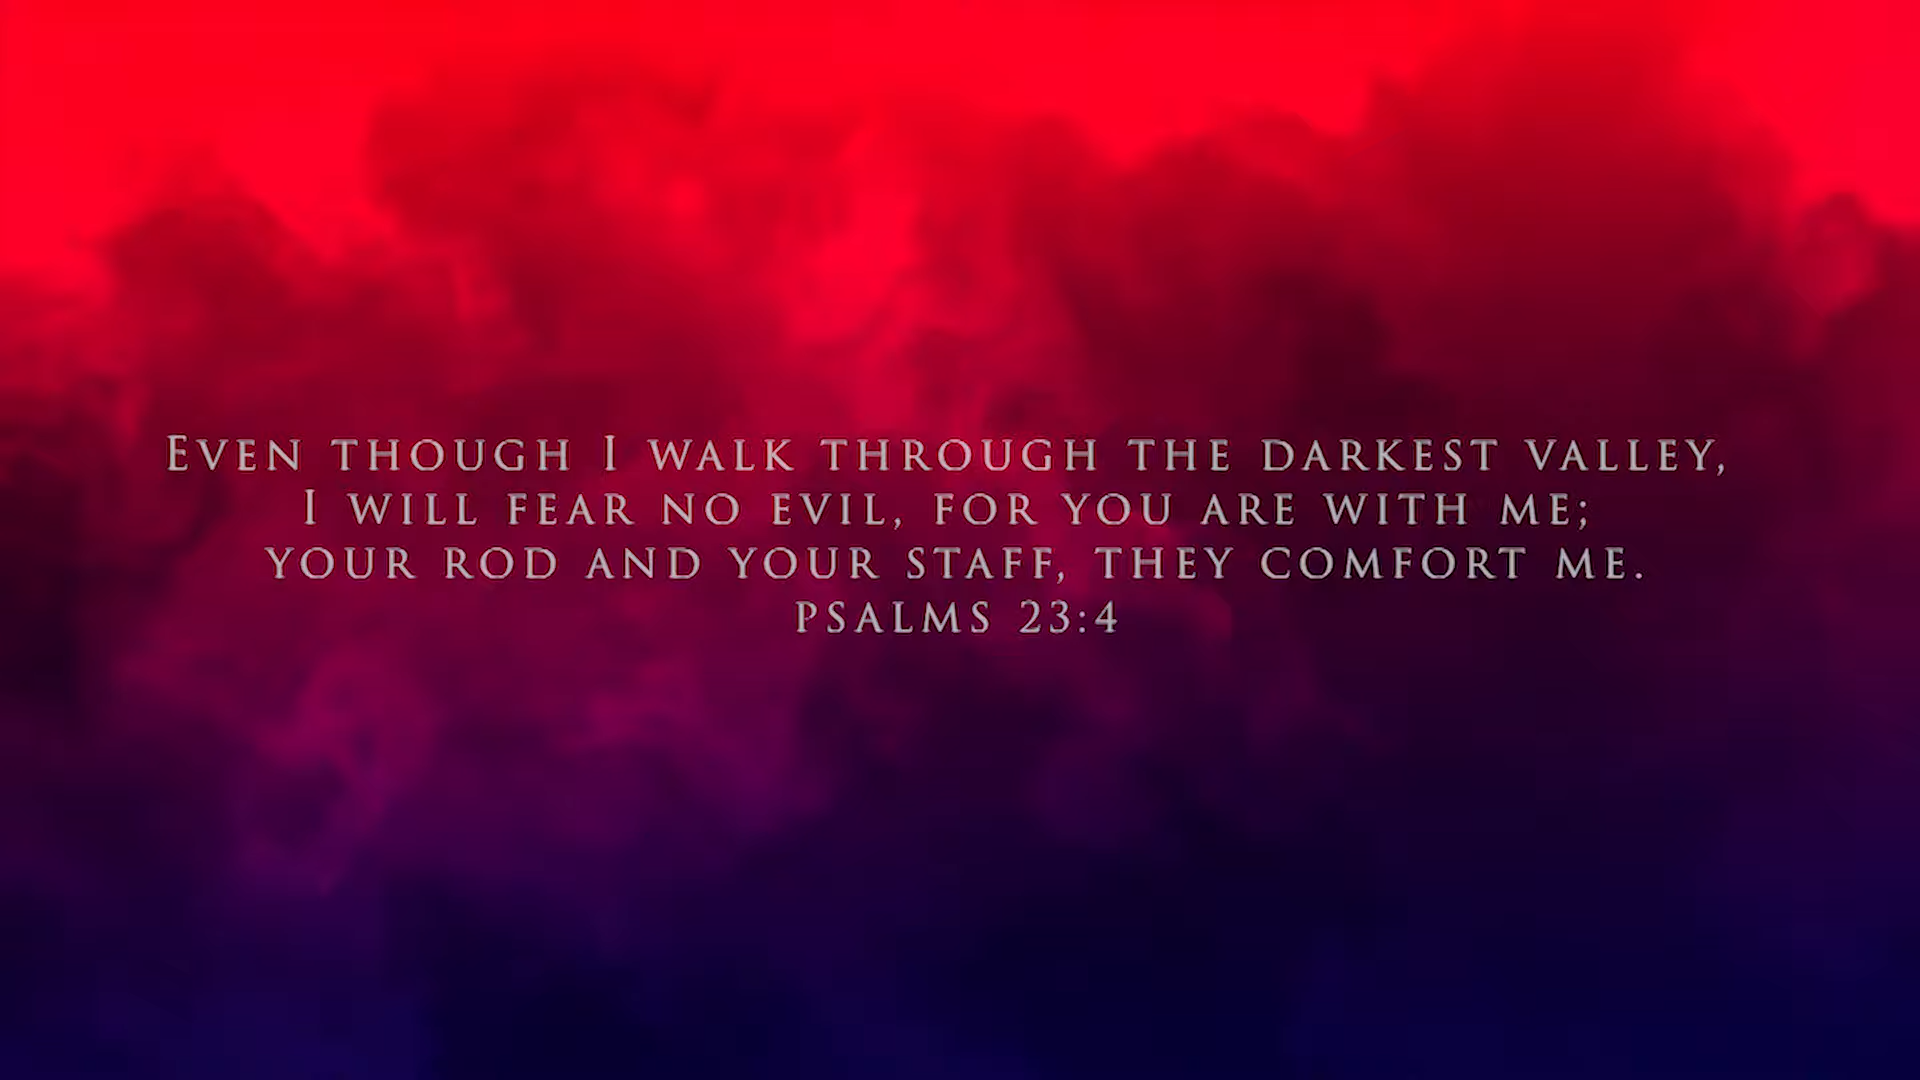 Even though I walk through the darkest valley,
I will fear no evil, for you are with me;
your rod and your staff, they comfort me.
Psalms 23:4